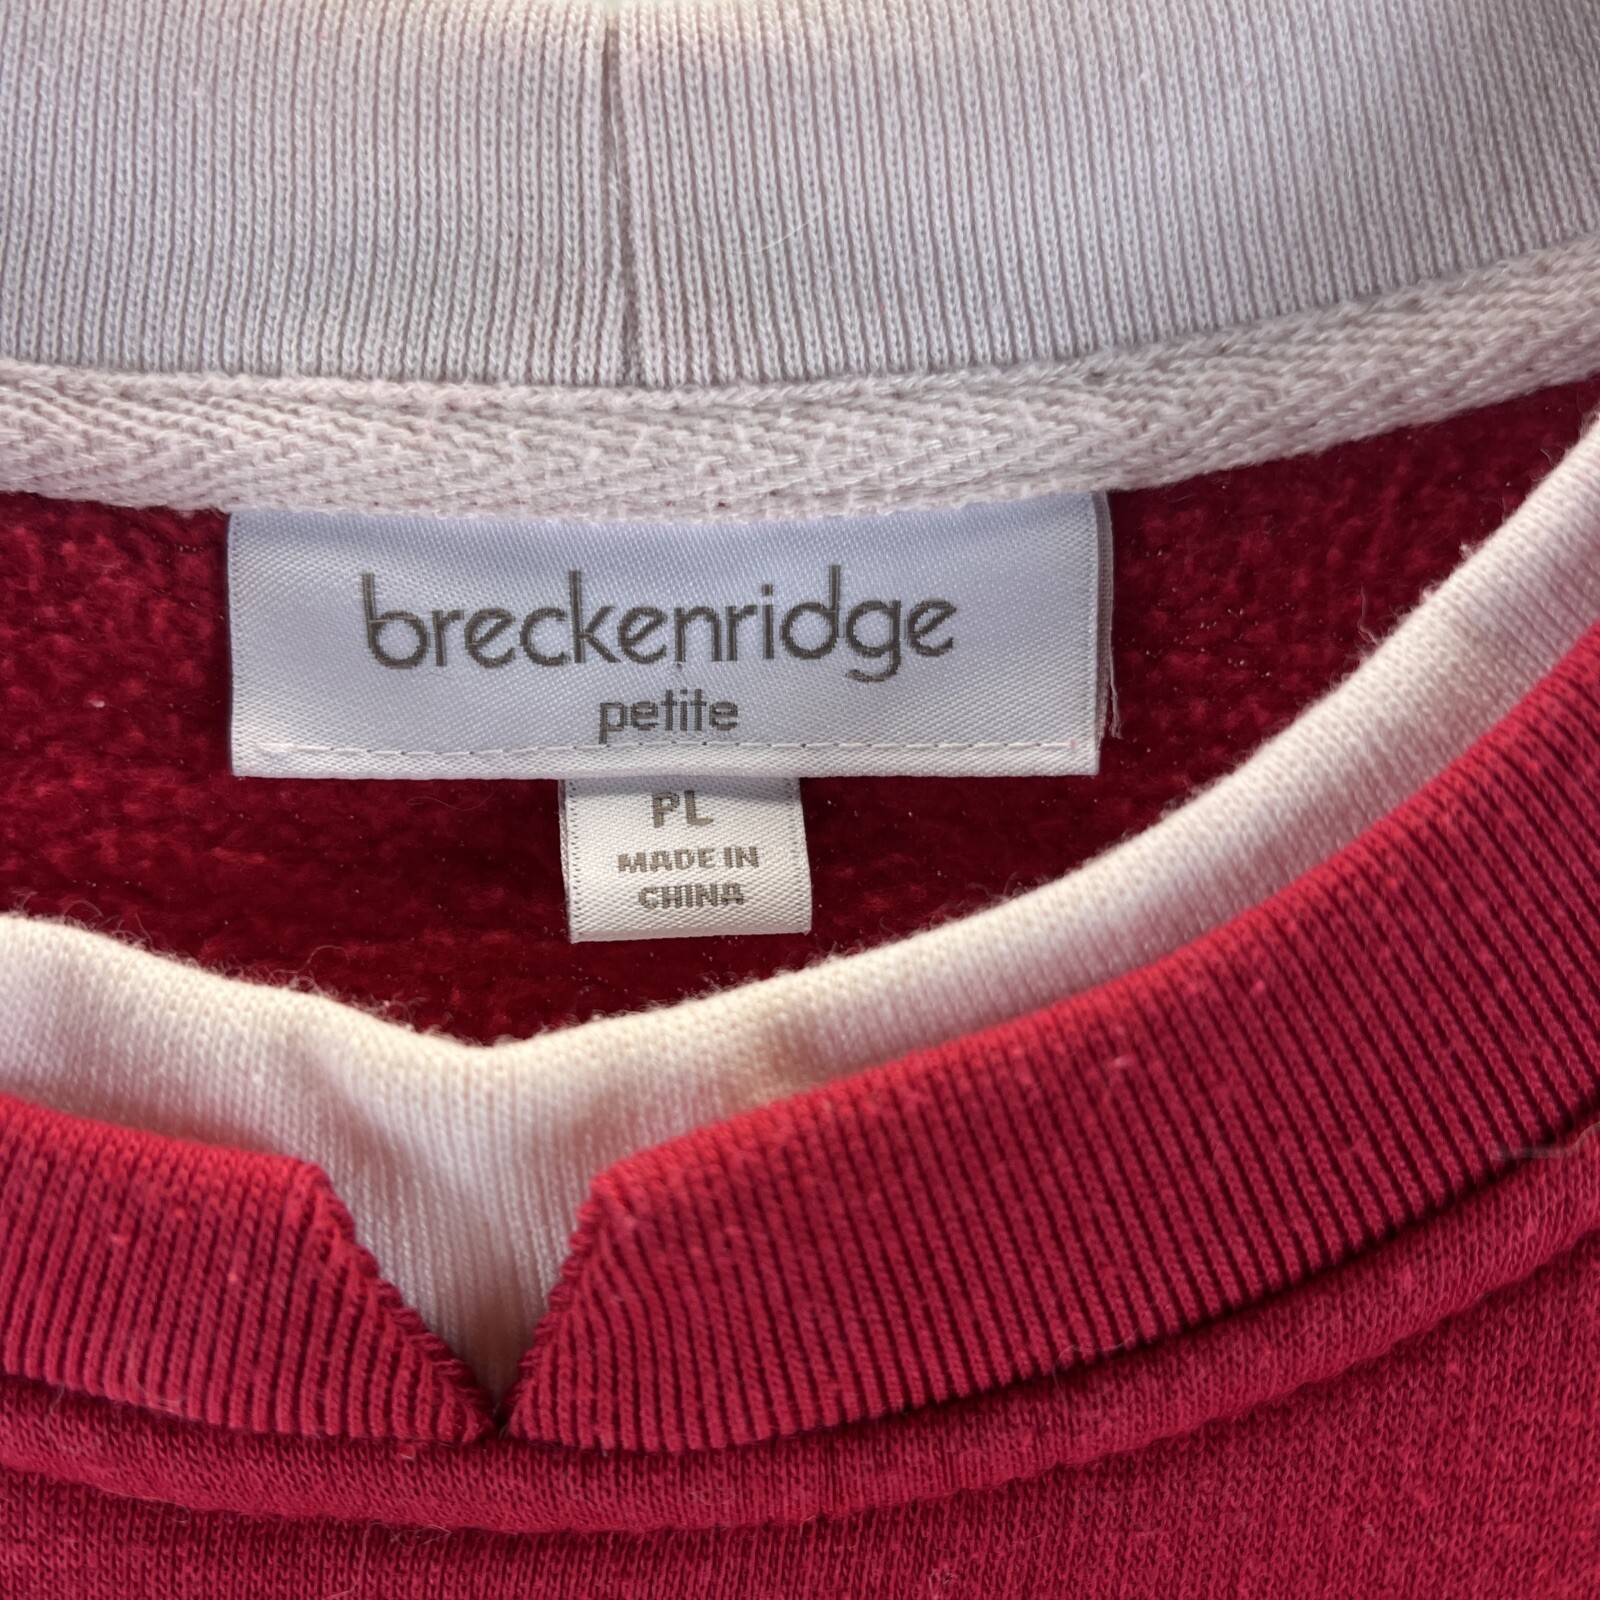 breckenridge
petite
PL
MADE IN
CHINA